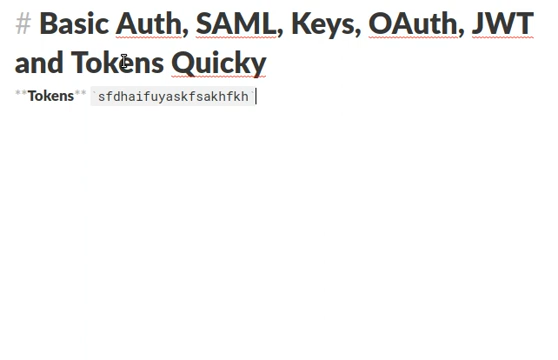 # Basic Auth, SAML, Keys, OAuth, JWT
and Tokens Quicky
**Tokens** `sfdhaifuyaskfsakhfkh`